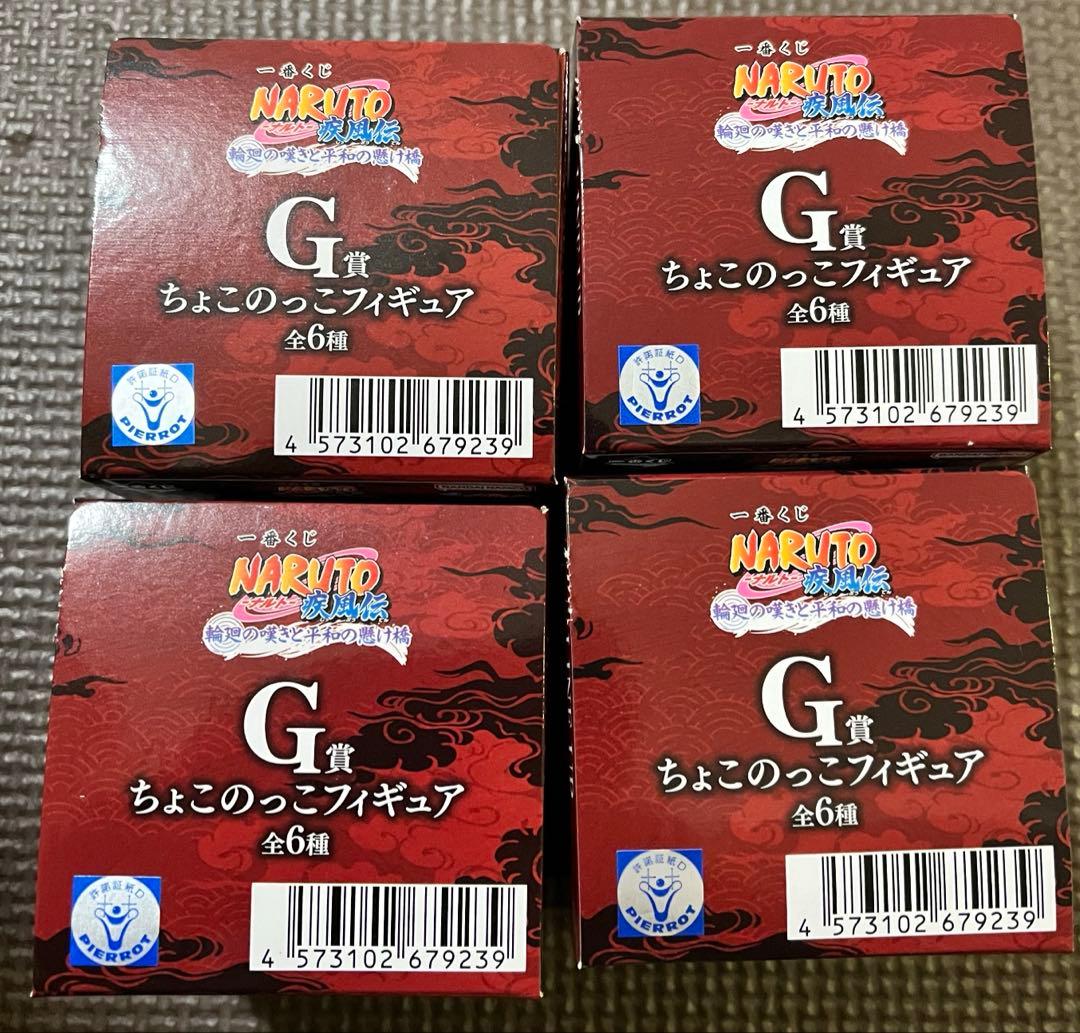 一番くじ
NARUTO
-ナルト-
疾風伝
輪廻の嘆きと平和の懸け橋
G賞
ちょこのっこフィギュア
全6種
許諾証紙D
PIERROT
4 573102 679239
一番くじ
NARUTO
-ナルト-
疾風伝
輪廻の嘆きと平和の懸け橋
G賞
ちょこのっこフィギュア
全6種
許諾証紙D
PIERROT
4 573102 679239
一番くじ
NARUTO
-ナルト-
疾風伝
輪廻の嘆きと平和の懸け橋
G賞
ちょこのっこフィギュア
全6種
許諾証紙D
PIERROT
4 573102 679239
一番くじ
NARUTO
-ナルト-
疾風伝
輪廻の嘆きと平和の懸け橋
G賞
ちょこのっこフィギュア
全6種
許諾証紙D
PIERROT
4 573102 679239